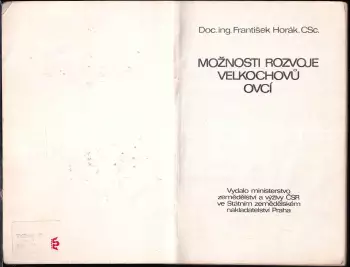 Doc. ing. František Horák, CSc.
MOŽNOSTI ROZVOJE
VELKOCHOVŮ
OVCÍ
Vydalo ministerstvo
zemědělství a výživy ČSR
ve Státním zemědělském
nakladatelství Praha